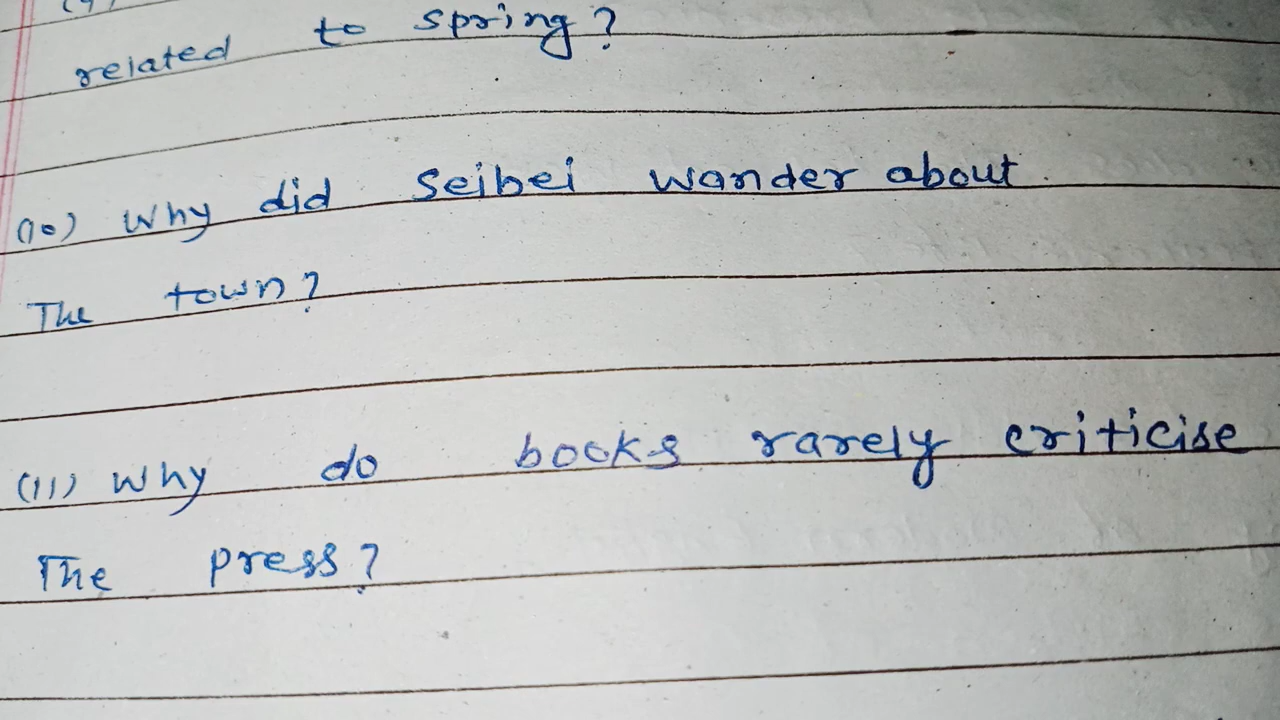 related to spring?
(10) Why did Seibei wander about
The town?
(11) Why do books rarely criticise
The press?